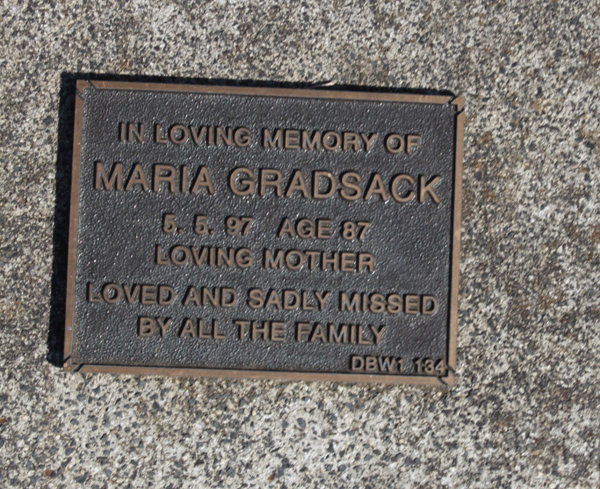 IN LOVING MEMORY OF
MARIA GRADSACK
5. 5. 97 AGE 87
LOVING MOTHER
LOVED AND SADLY MISSED
BY ALL THE FAMILY
DBW1 134